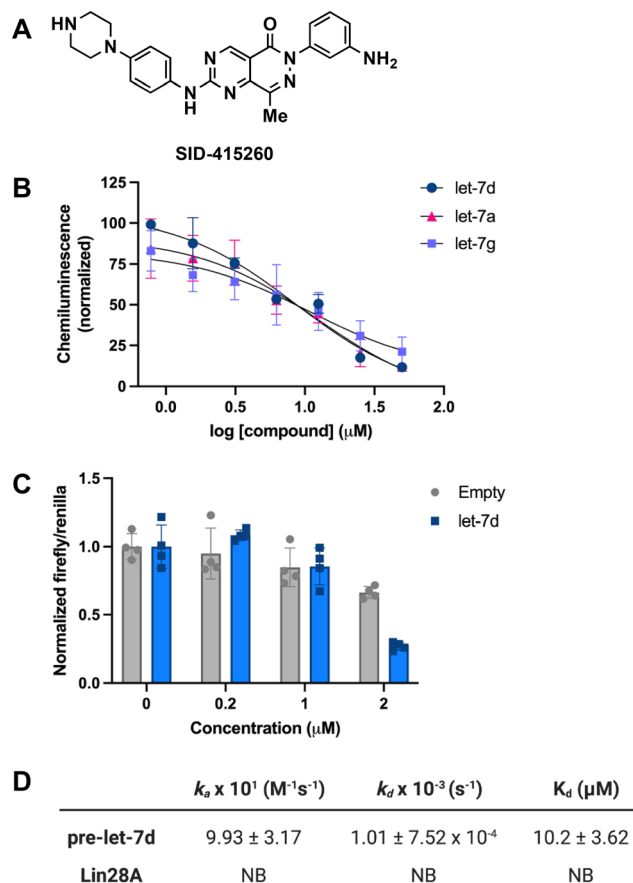 A
HN
N
N
H
N
N
O
N
N
Me
NH₂
SID-415260
B
Chemiluminescence
(normalized)
125
100
75
50
25
0
0.0
0.5
1.0
1.5
2.0
log [compound] (μM)
let-7d
let-7a
let-7g
C
Normalized firefly/renilla
1.5
1.0
0.5
0.0
0
0.2
1
2
Concentration (μM)
Empty
let-7d
D
kₐ x 10¹ (M⁻¹s⁻¹) k_d x 10⁻³ (s⁻¹) K_d (μM)
pre-let-7d 9.93 ± 3.17 1.01 ± 7.52 x 10⁻⁴ 10.2 ± 3.62
Lin28A NB NB NB